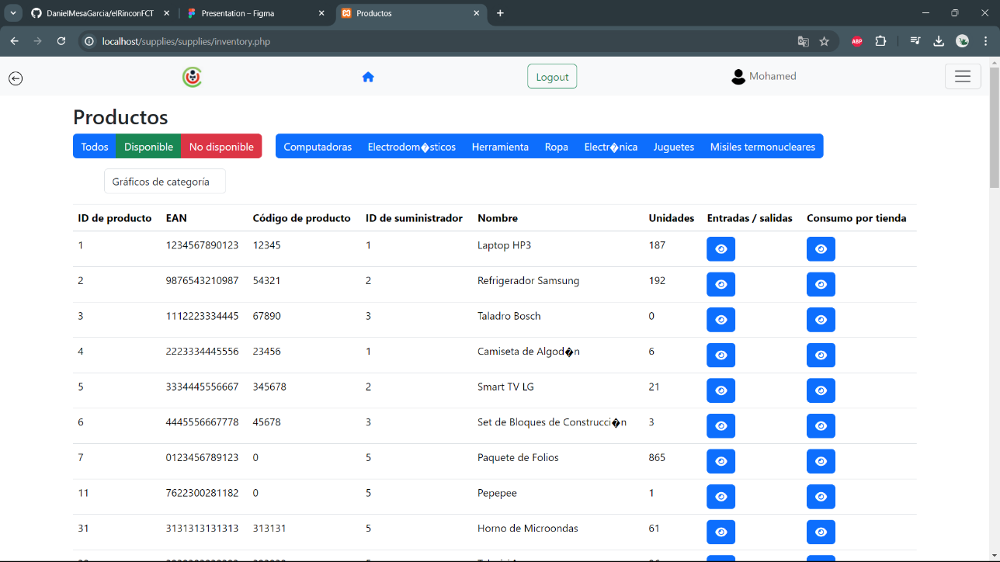 DanielMesaGarcia/elRinconFCT
Presentation – Figma
Productos
localhost/supplies/supplies/inventory.php
ABP
Logout
Mohamed
Productos
Todos Disponible No disponible Computadoras Electrodom�sticos Herramienta Ropa Electr�nica Juguetes Misiles termonucleares
Gráficos de categoría
ID de producto EAN Código de producto ID de suministrador Nombre Unidades Entradas / salidas Consumo por tienda
1 1234567890123 12345 1 Laptop HP3 187
2 9876543210987 54321 2 Refrigerador Samsung 192
3 1112223334445 67890 3 Taladro Bosch 0
4 2223334445556 23456 1 Camiseta de Algod�n 6
5 3334445556667 345678 2 Smart TV LG 21
6 4445556667778 45678 3 Set de Bloques de Construcci�n 3
7 0123456789123 0 5 Paquete de Folios 865
11 7622300281182 0 5 Pepepee 1
31 3131313131313 313131 5 Horno de Microondas 61